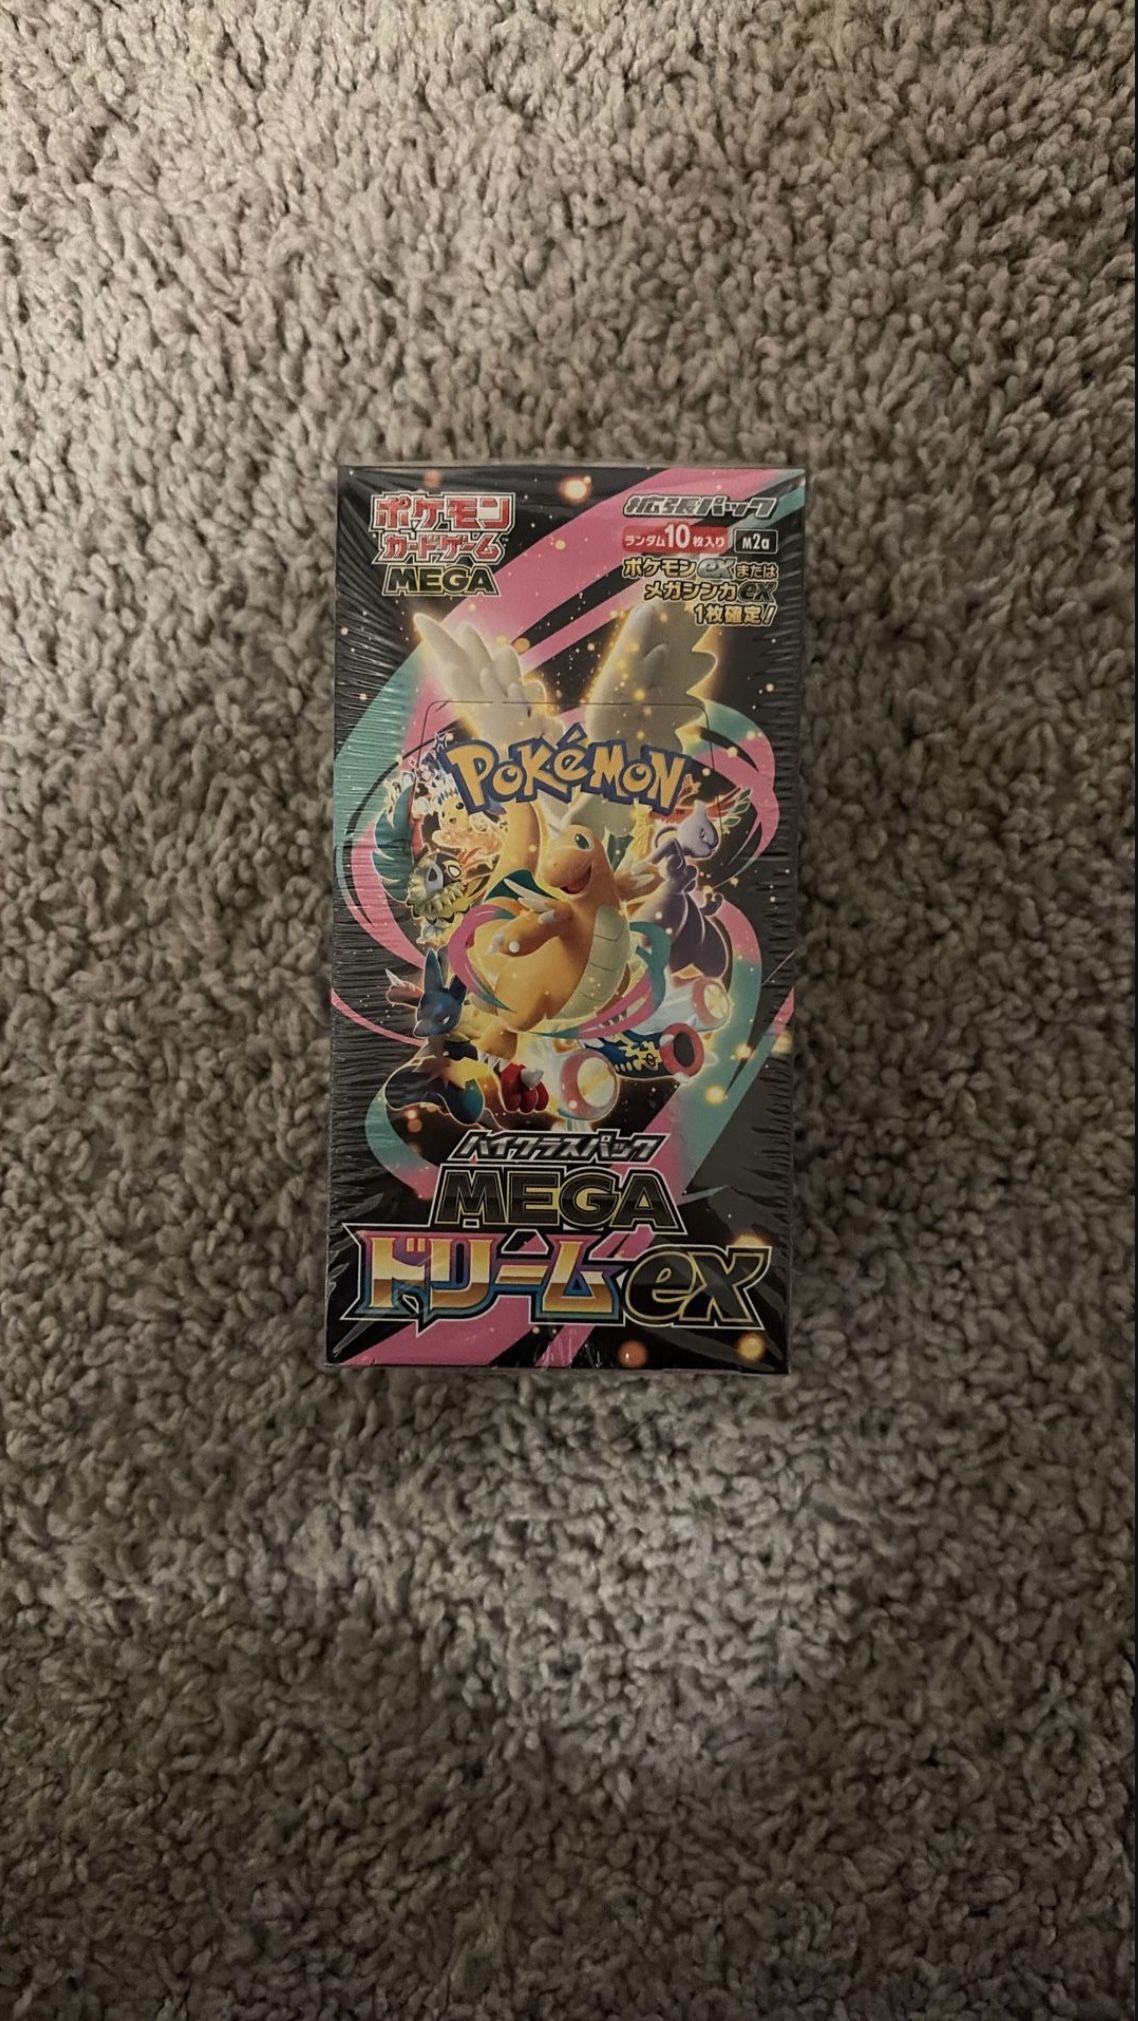 ポケモン
カードゲーム
MEGA
拡張パック
ランダム10枚入り M2a
ポケモンexまたは
メガシンカex
1枚確定!
POKéMON
ハイクラスパック
MEGA
ドリームex